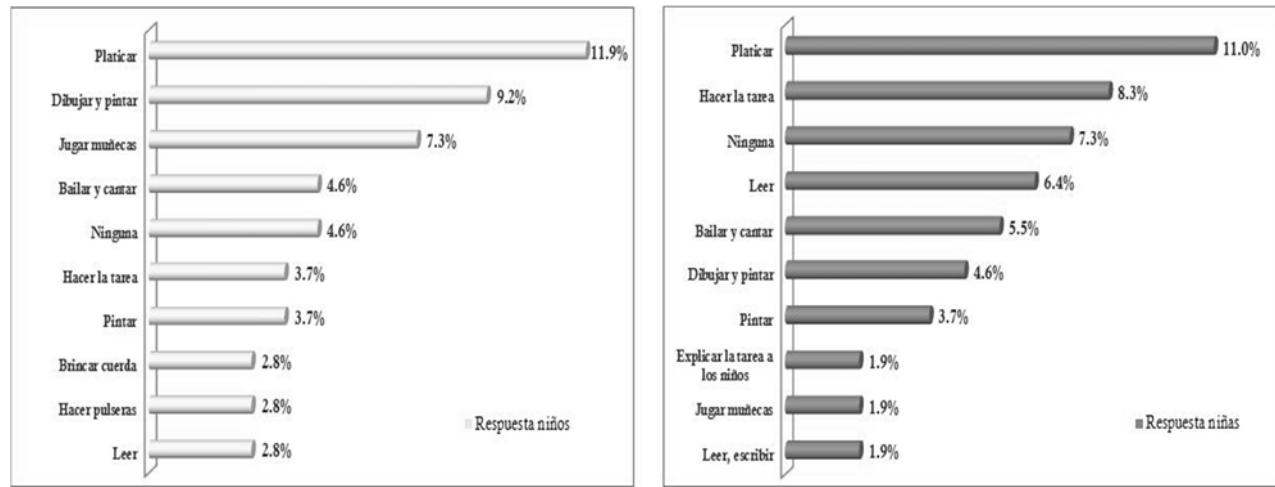 Platicar 11.9%
Dibujar y pintar 9.2%
Jugar muñecas 7.3%
Bailar y cantar 4.6%
Ninguna 4.6%
Hacer la tarea 3.7%
Pintar 3.7%
Brincar cuerda 2.8%
Hacer pulseras 2.8%
Leer 2.8%
Respuesta niños
Platicar 11.0%
Hacer la tarea 8.3%
Ninguna 7.3%
Leer 6.4%
Bailar y cantar 5.5%
Dibujar y pintar 4.6%
Pintar 3.7%
Explicar la tarea a
los niños 1.9%
Jugar muñecas 1.9%
Leer, escribir 1.9%
Respuesta niñas